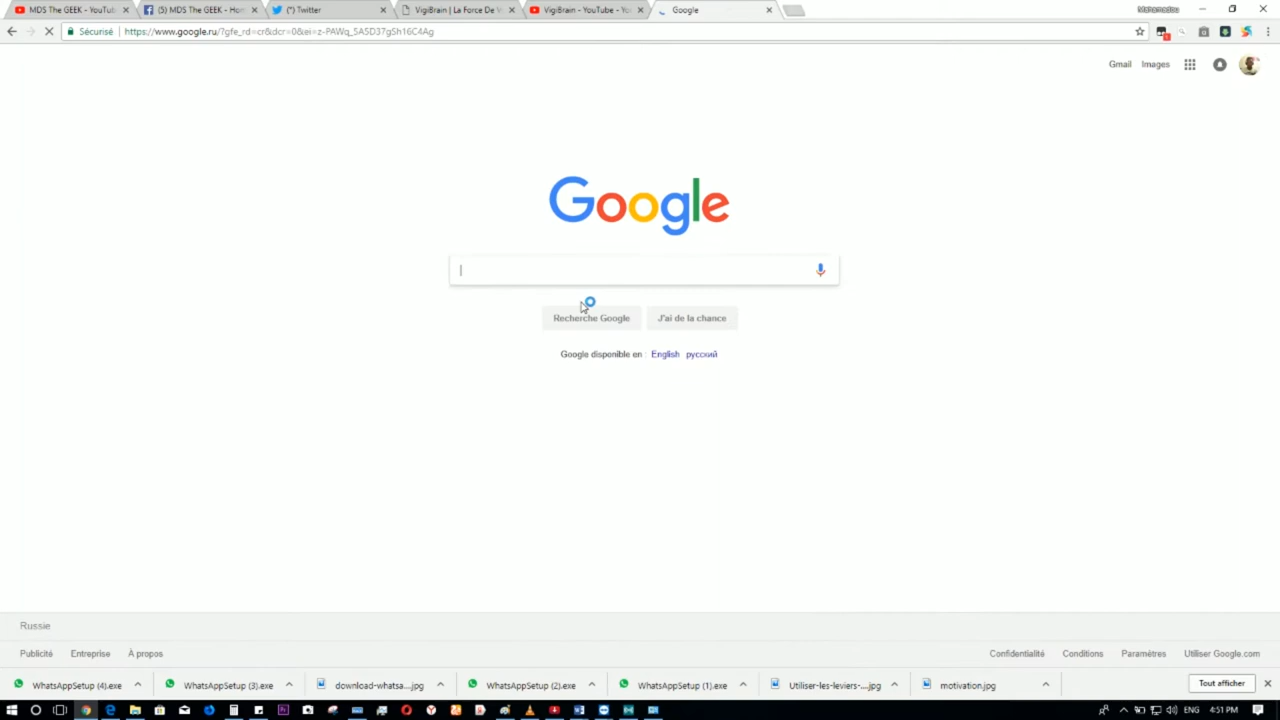 MDS The GEEK - YouTub
(5) MDS The GEEK - Hom
(*) Twitter
VigiBrain | La Force De V
VigiBrain - YouTube - Yo
Google
Mahamadou
Sécurisé
https://www.google.ru/?gfe_rd=cr&dcr=0&ei=z-PAWq_5A5D37gSh16C4Ag
Gmail Images
Google
Recherche Google
J'ai de la chance
Google disponible en : English русский
Russie
Publicité Entreprise À propos
Confidentialité Conditions Paramètres Utiliser Google.com
WhatsAppSetup (4).exe
WhatsAppSetup (3).exe
download-whatsa....jpg
WhatsAppSetup (2).exe
WhatsAppSetup (1).exe
Utiliser-les-leviers-....jpg
motivation.jpg
Tout afficher
ENG 4:51 PM